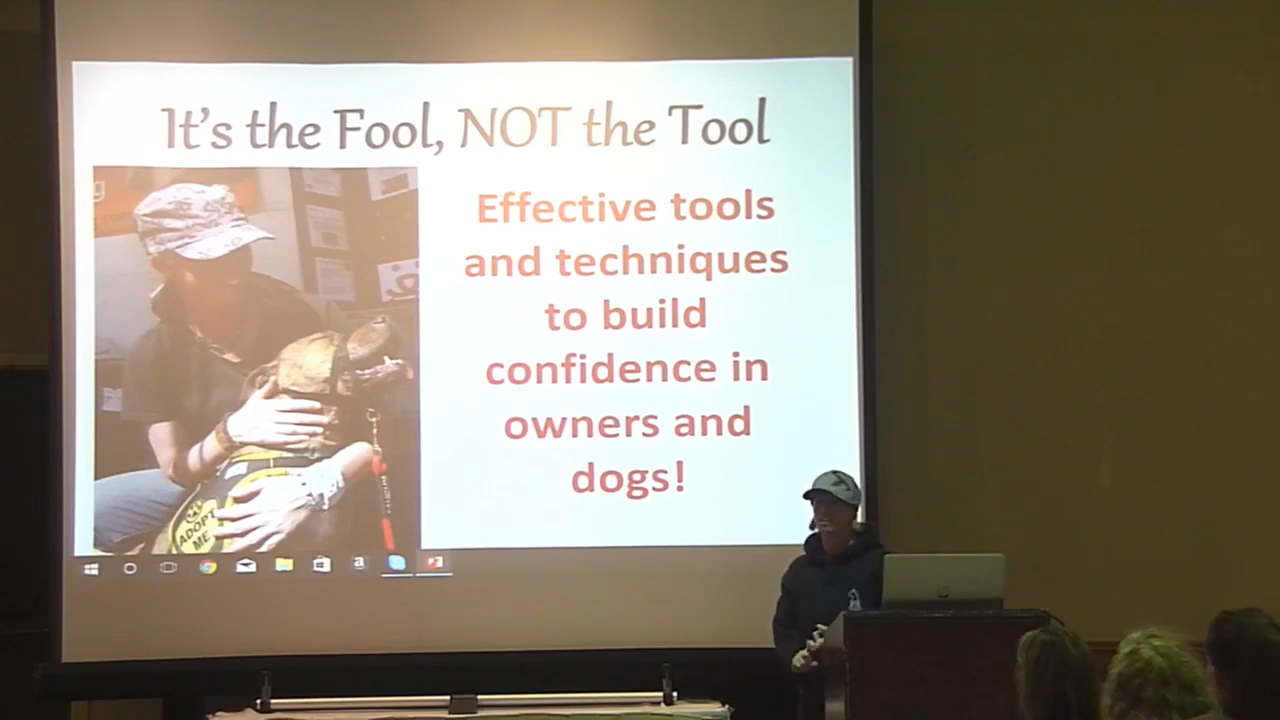 It's the Fool, NOT the Tool
Effective tools
and techniques
to build
confidence in
owners and
dogs!
ADOPT
ME